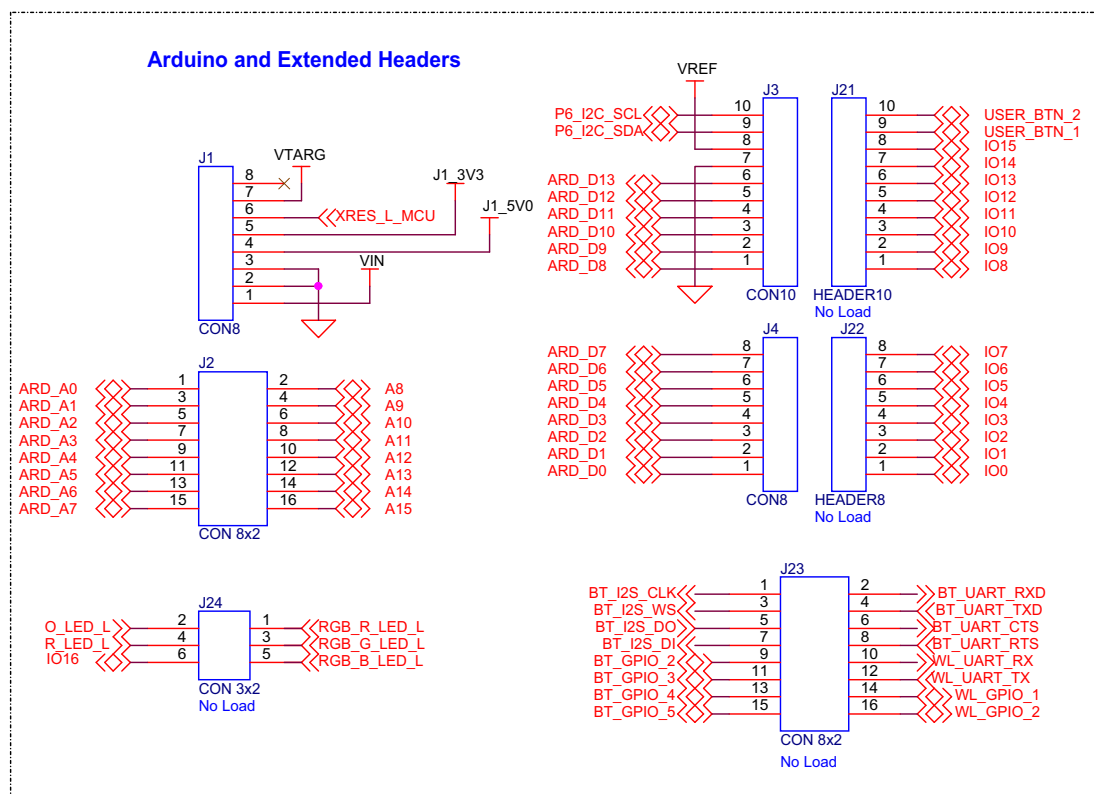 Arduino and Extended Headers
J1
VTARG
8
7
6
5
4
3
2
1
XRES_L_MCU
J1_3V3
J1_5V0
VIN
CON8
VREF
J3
P6_I2C_SCL 10
P6_I2C_SDA 9
8
7
ARD_D13 6
ARD_D12 5
ARD_D11 4
ARD_D10 3
ARD_D9 2
ARD_D8 1
CON10
J21
10 USER_BTN_2
9 USER_BTN_1
8 IO15
7 IO14
6 IO13
5 IO12
4 IO11
3 IO10
2 IO9
1 IO8
HEADER10
No Load
J2
ARD_A0 1 2 A8
ARD_A1 3 4 A9
ARD_A2 5 6 A10
ARD_A3 7 8 A11
ARD_A4 9 10 A12
ARD_A5 11 12 A13
ARD_A6 13 14 A14
ARD_A7 15 16 A15
CON 8x2
J4
ARD_D7 8
ARD_D6 7
ARD_D5 6
ARD_D4 5
ARD_D3 4
ARD_D2 3
ARD_D1 2
ARD_D0 1
CON8
J22
8 IO7
7 IO6
6 IO5
5 IO4
4 IO3
3 IO2
2 IO1
1 IO0
HEADER8
No Load
J24
O_LED_L 2 1 RGB_R_LED_L
R_LED_L 4 3 RGB_G_LED_L
IO16 6 5 RGB_B_LED_L
CON 3x2
No Load
J23
BT_I2S_CLK 1 2 BT_UART_RXD
BT_I2S_WS 3 4 BT_UART_TXD
BT_I2S_DO 5 6 BT_UART_CTS
BT_I2S_DI 7 8 BT_UART_RTS
BT_GPIO_2 9 10 WL_UART_RX
BT_GPIO_3 11 12 WL_UART_TX
BT_GPIO_4 13 14 WL_GPIO_1
BT_GPIO_5 15 16 WL_GPIO_2
CON 8x2
No Load